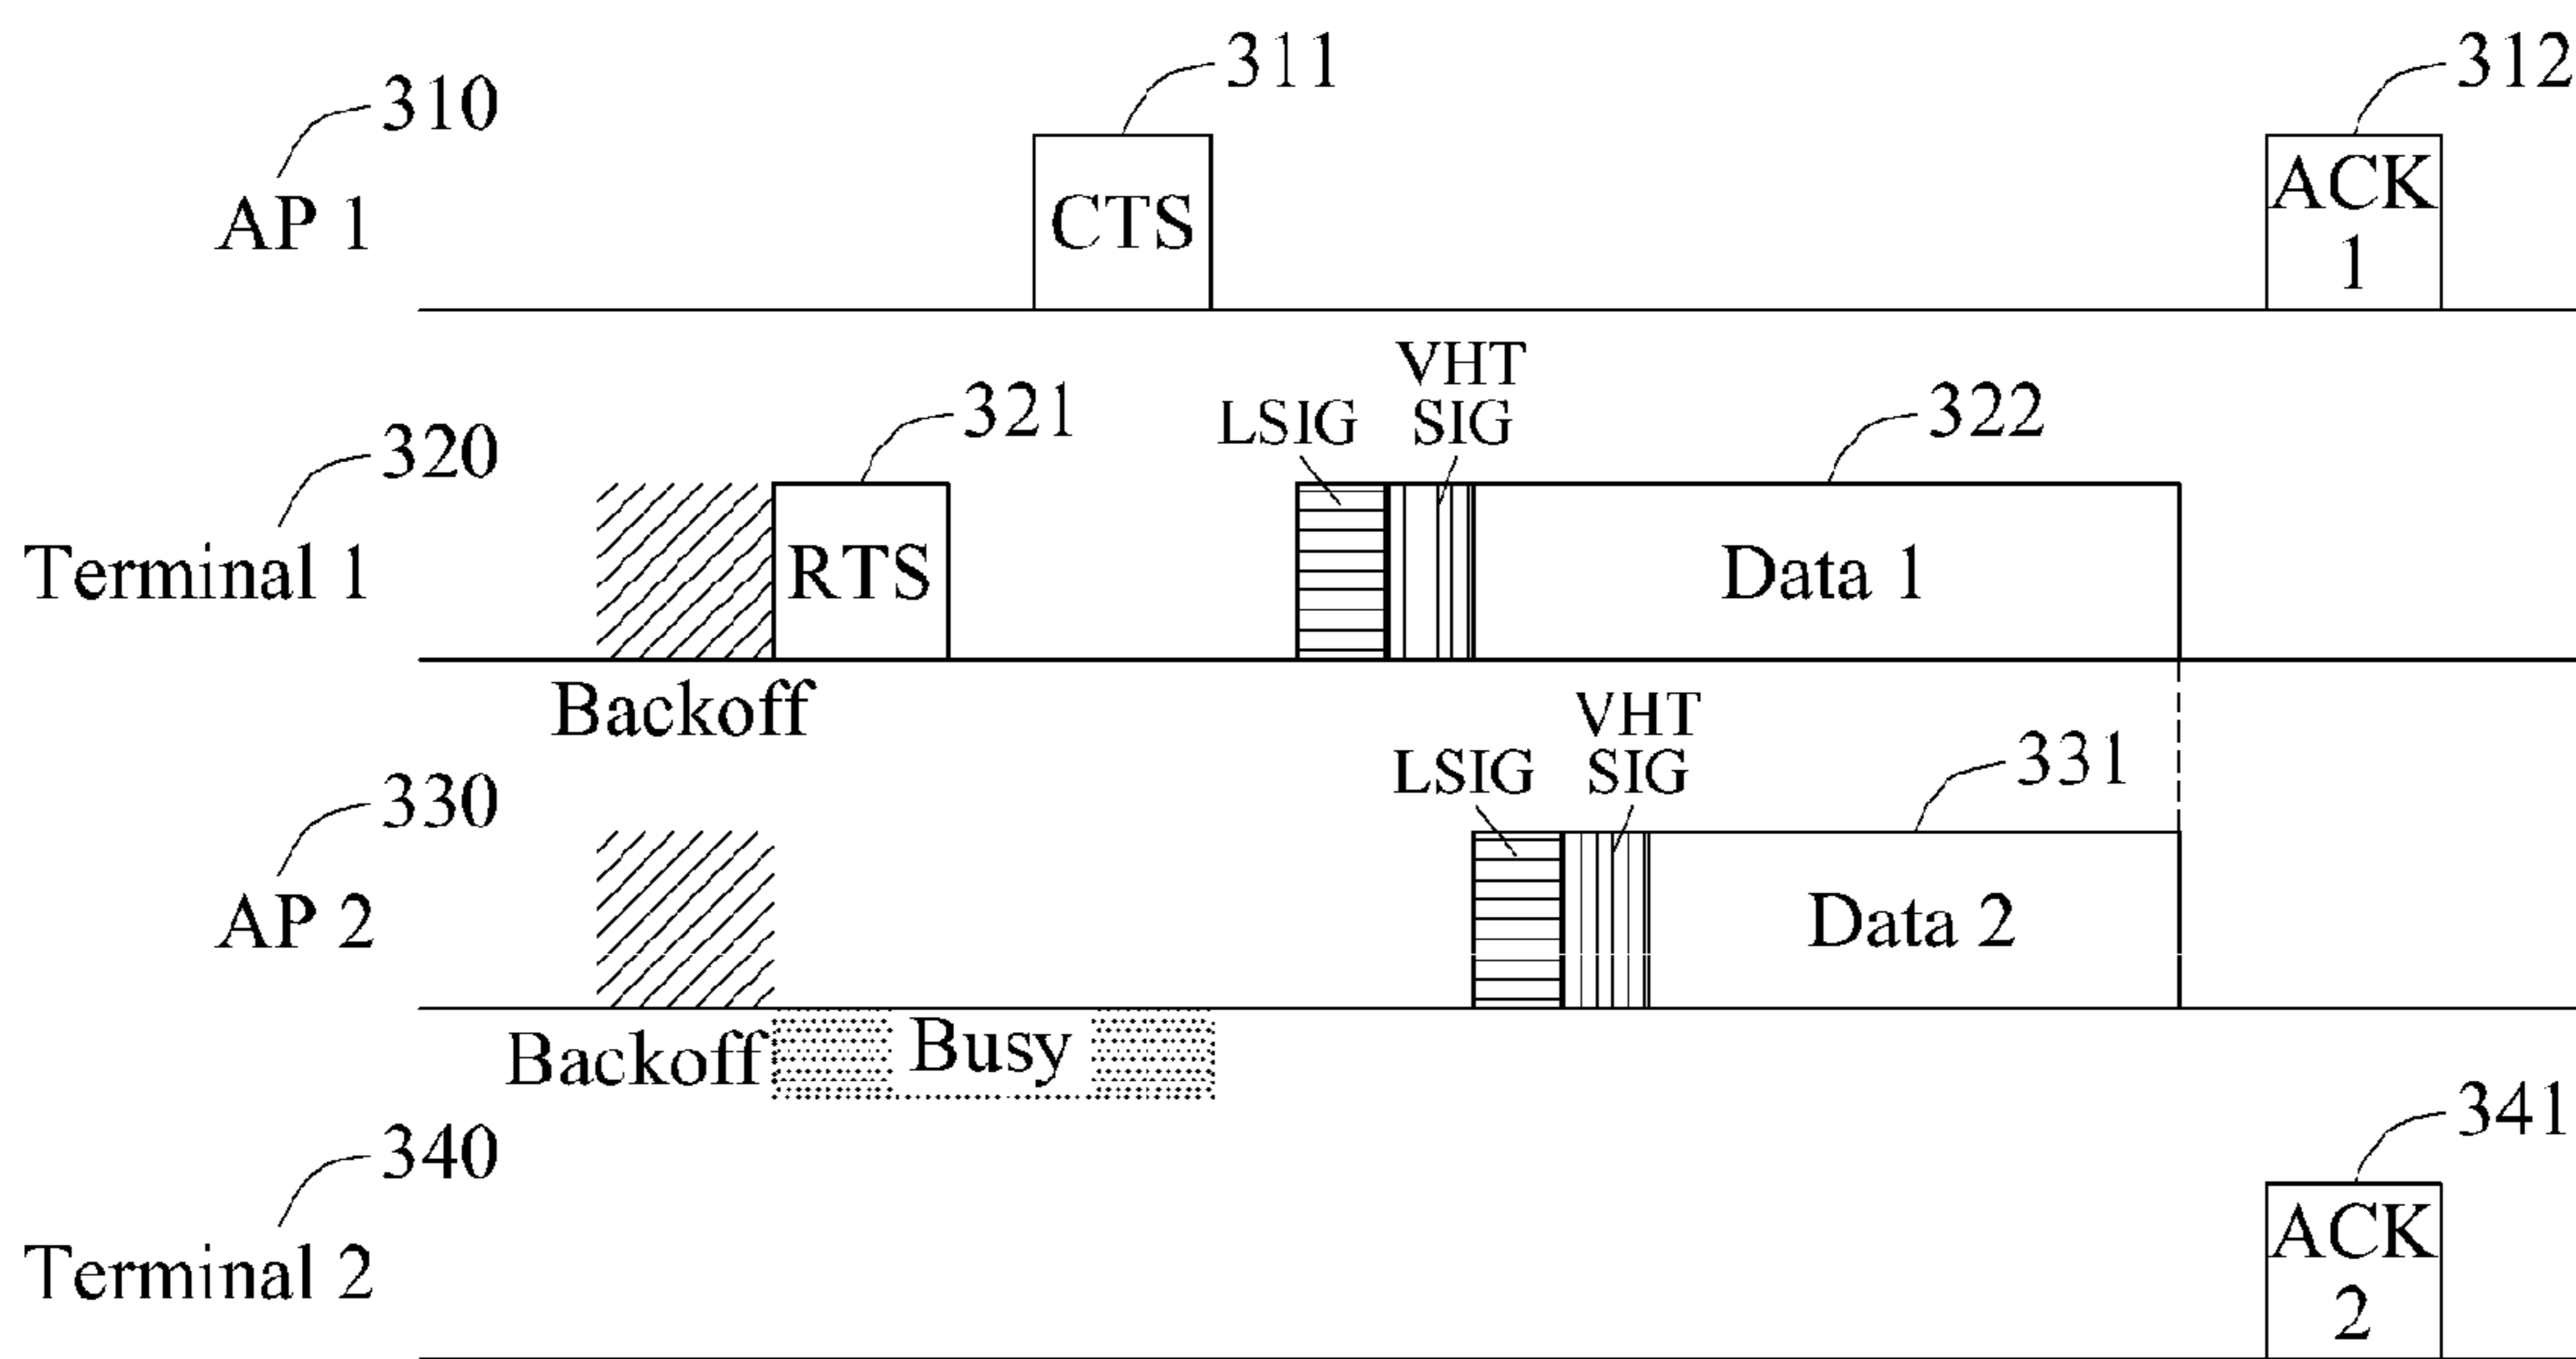 311
312
310
CTS
ACK
1
AP 1
VHT
LSIG SIG
321
322
320
RTS
Data 1
Terminal 1
Backoff
VHT
LSIG SIG
331
330
Data 2
AP 2
Backoff Busy
341
340
ACK
2
Terminal 2